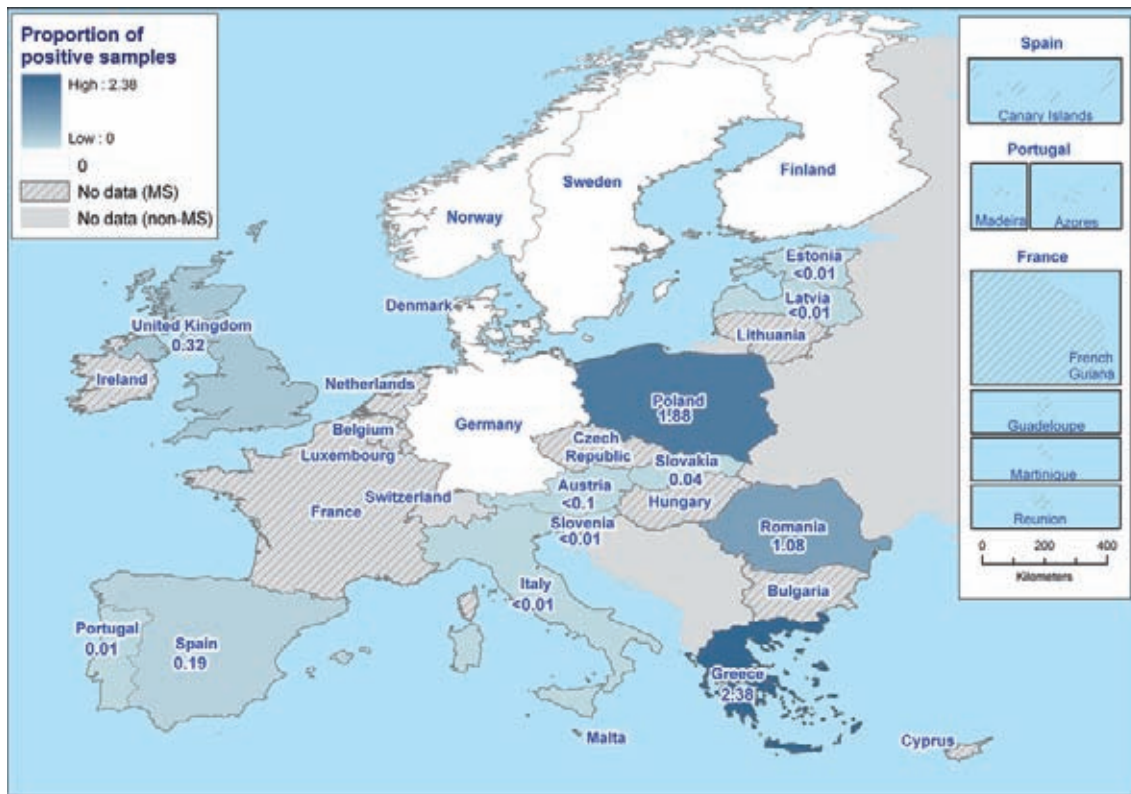 Proportion of
positive samples
High : 2.38
Low : 0
0
No data (MS)
No data (non-MS)
Finland
Sweden
Norway
Estonia
<0.01
Denmark
Latvia
<0.01
United Kingdom
0.32
Lithuania
Ireland
Netherlands
Poland
1.88
Belgium
Germany
Czech
Republic
Luxembourg
Slovakia
0.04
Austria
<0.1
Switzerland
Hungary
France
Slovenia
<0.01
Romania
1.08
Italy
<0.01
Bulgaria
Portugal
0.01
Spain
0.19
Greece
2.38
Malta
Cyprus
Spain
Canary Islands
Portugal
Madeira
Azores
France
French
Guiana
Guadeloupe
Martinique
Reunion
0 200 400
Kilometers